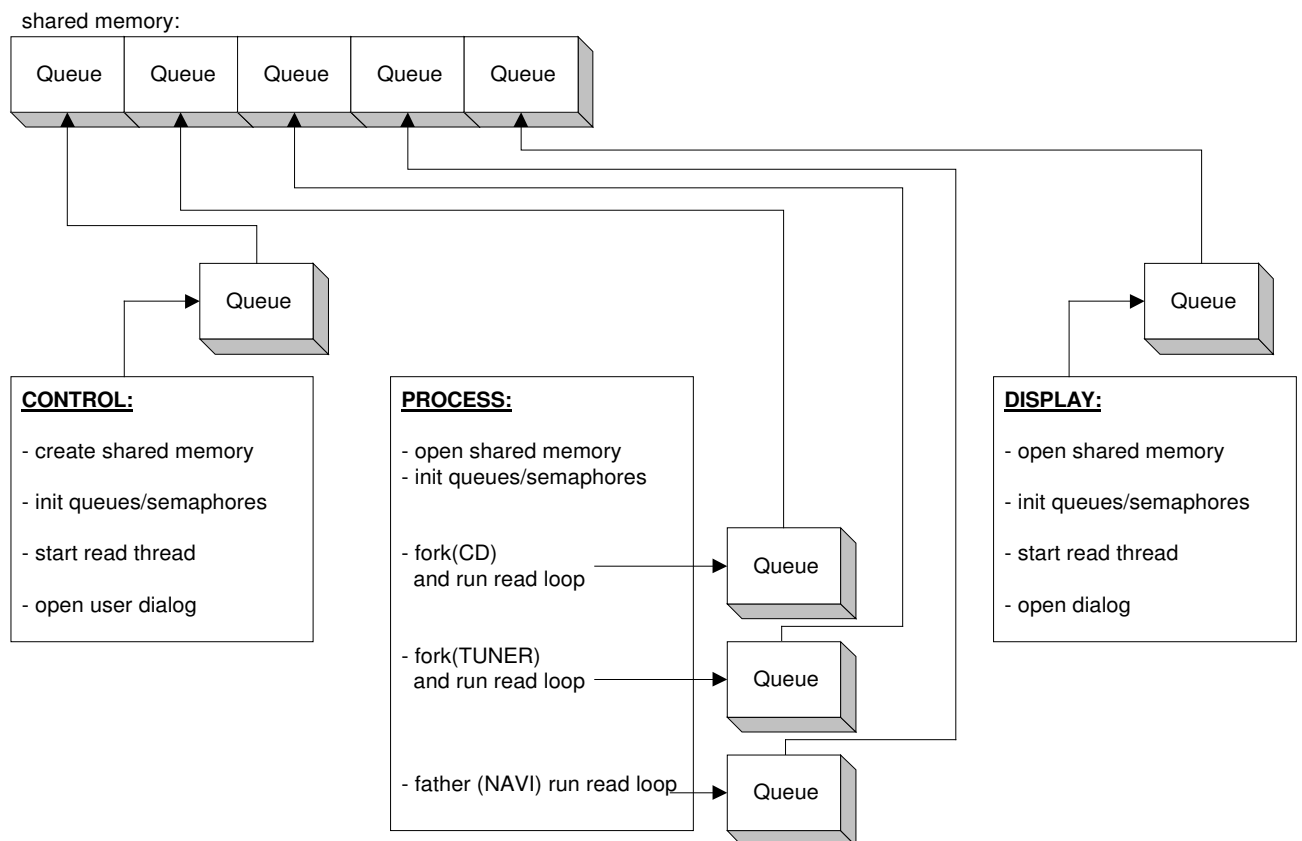 shared memory:
Queue Queue Queue Queue Queue
Queue
Queue
CONTROL:
- create shared memory
- init queues/semaphores
- start read thread
- open user dialog
PROCESS:
- open shared memory
- init queues/semaphores
- fork(CD)
and run read loop
Queue
- fork(TUNER)
and run read loop
Queue
- father (NAVI) run read loop
Queue
DISPLAY:
- open shared memory
- init queues/semaphores
- start read thread
- open dialog